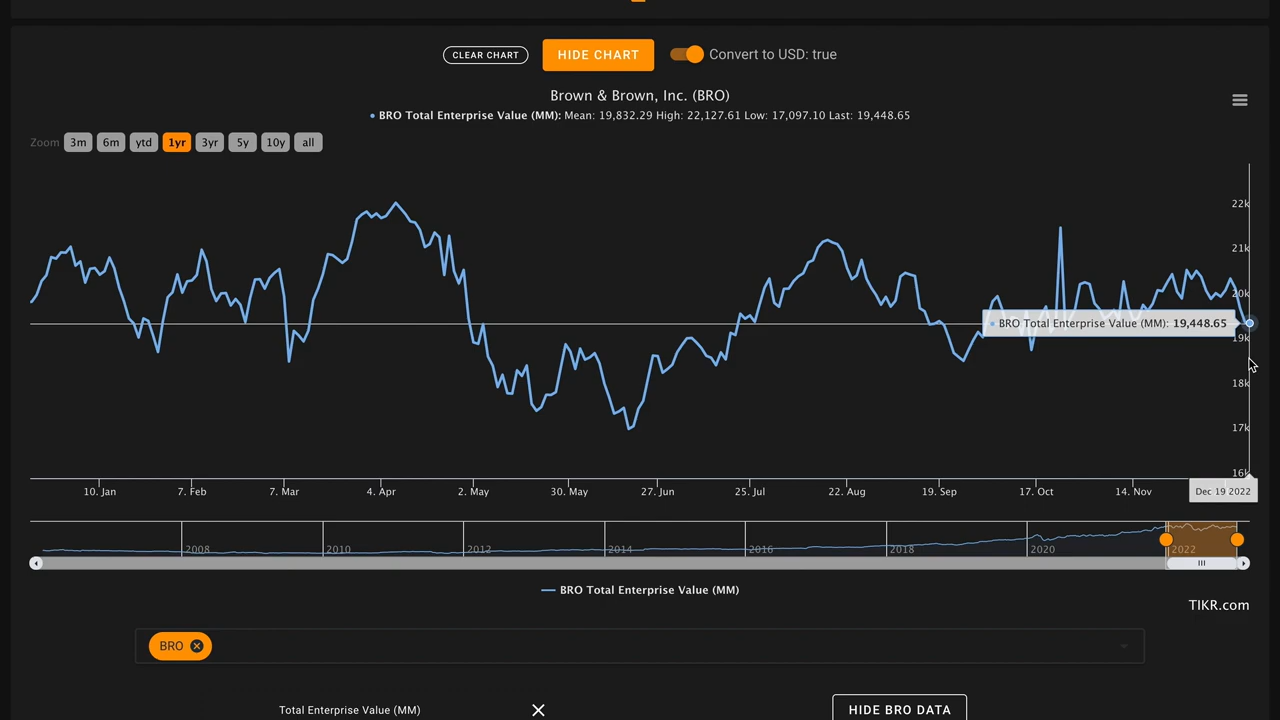 CLEAR CHART
HIDE CHART
Convert to USD: true
Brown & Brown, Inc. (BRO)
BRO Total Enterprise Value (MM): Mean: 19,832.29 High: 22,127.61 Low: 17,097.10 Last: 19,448.65
Zoom 3m 6m ytd 1yr 3yr 5y 10y all
22k
21k
20k
BRO Total Enterprise Value (MM): 19,448.65
19k
18k
17k
16k
10. Jan 7. Feb 7. Mar 4. Apr 2. May 30. May 27. Jun 25. Jul 22. Aug 19. Sep 17. Oct 14. Nov Dec 19 2022
2008 2010 2012 2014 2016 2018 2020 2022
BRO Total Enterprise Value (MM)
TIKR.com
BRO
Total Enterprise Value (MM)
HIDE BRO DATA